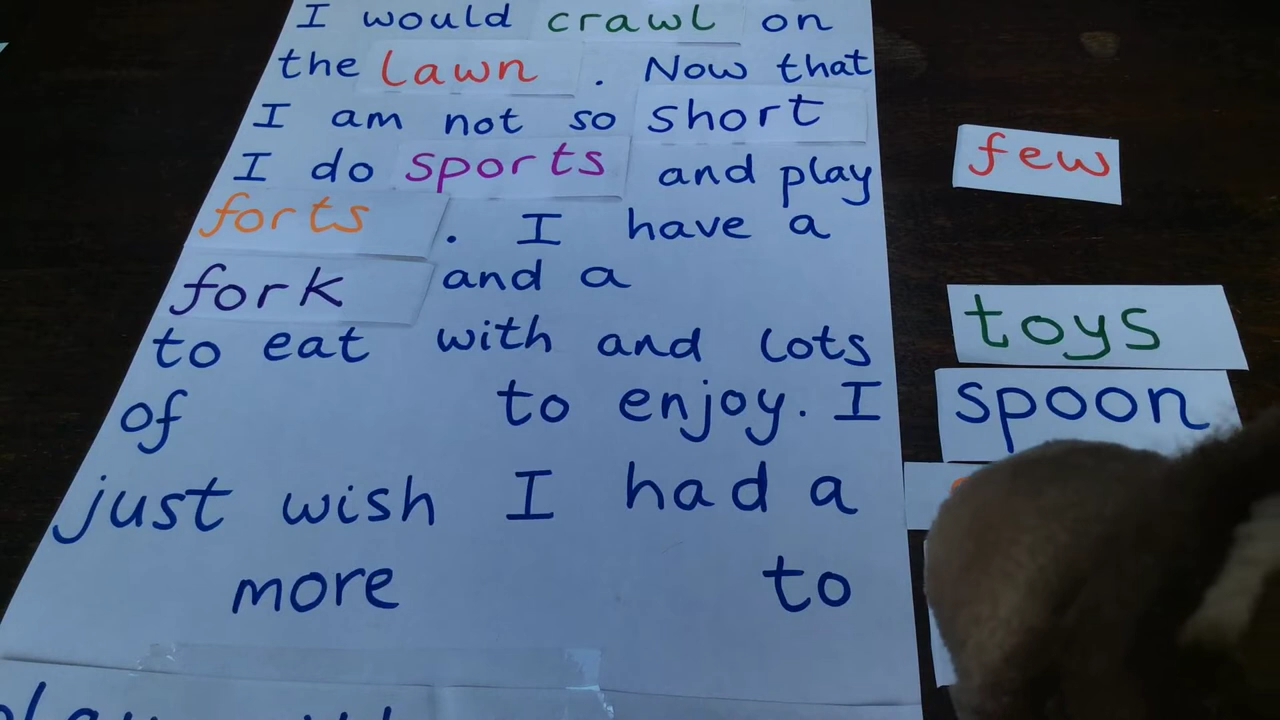 I would crawl on
the lawn . Now that
I am not so short
I do sports and play
forts . I have a
fork and a
to eat with and lots
of to enjoy. I
just wish I had a
more to
few
toys
spoon